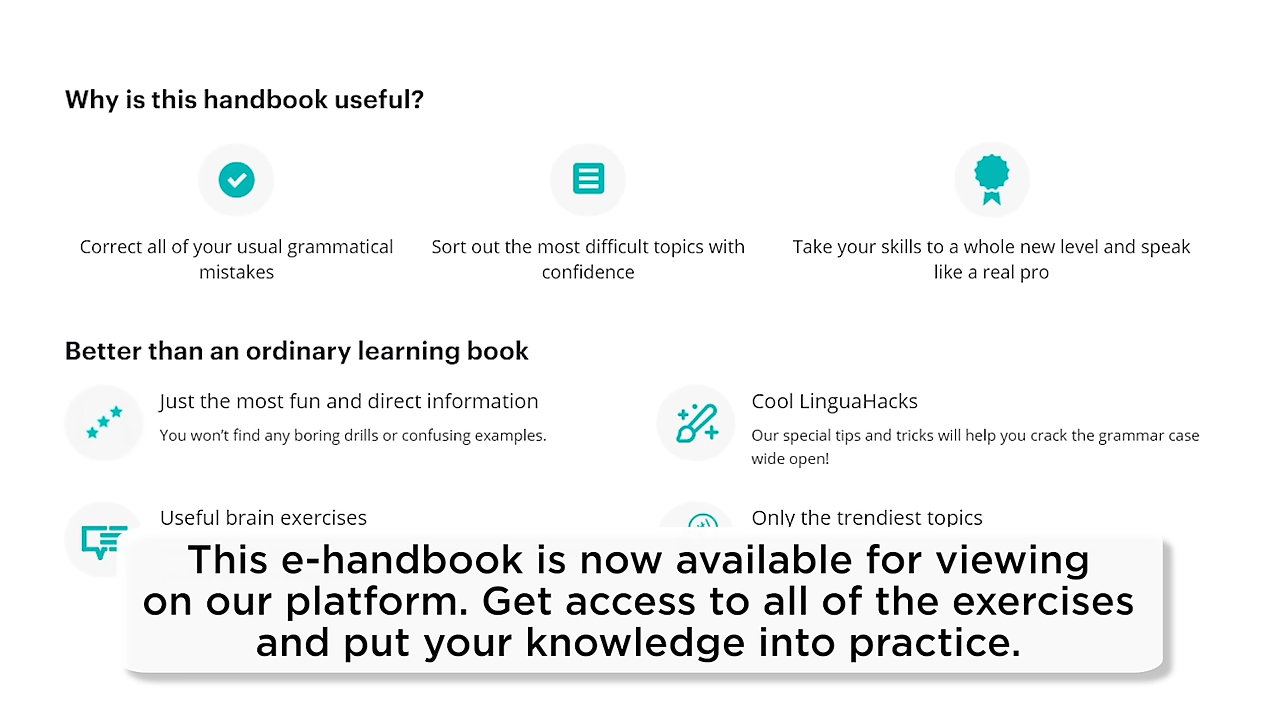 Why is this handbook useful?
Correct all of your usual grammatical
mistakes
Sort out the most difficult topics with
confidence
Take your skills to a whole new level and speak
like a real pro
Better than an ordinary learning book
Just the most fun and direct information
You won’t find any boring drills or confusing examples.
Cool LinguaHacks
Our special tips and tricks will help you crack the grammar case
wide open!
Useful brain exercises
Only the trendiest topics
This e-handbook is now available for viewing
on our platform. Get access to all of the exercises
and put your knowledge into practice.